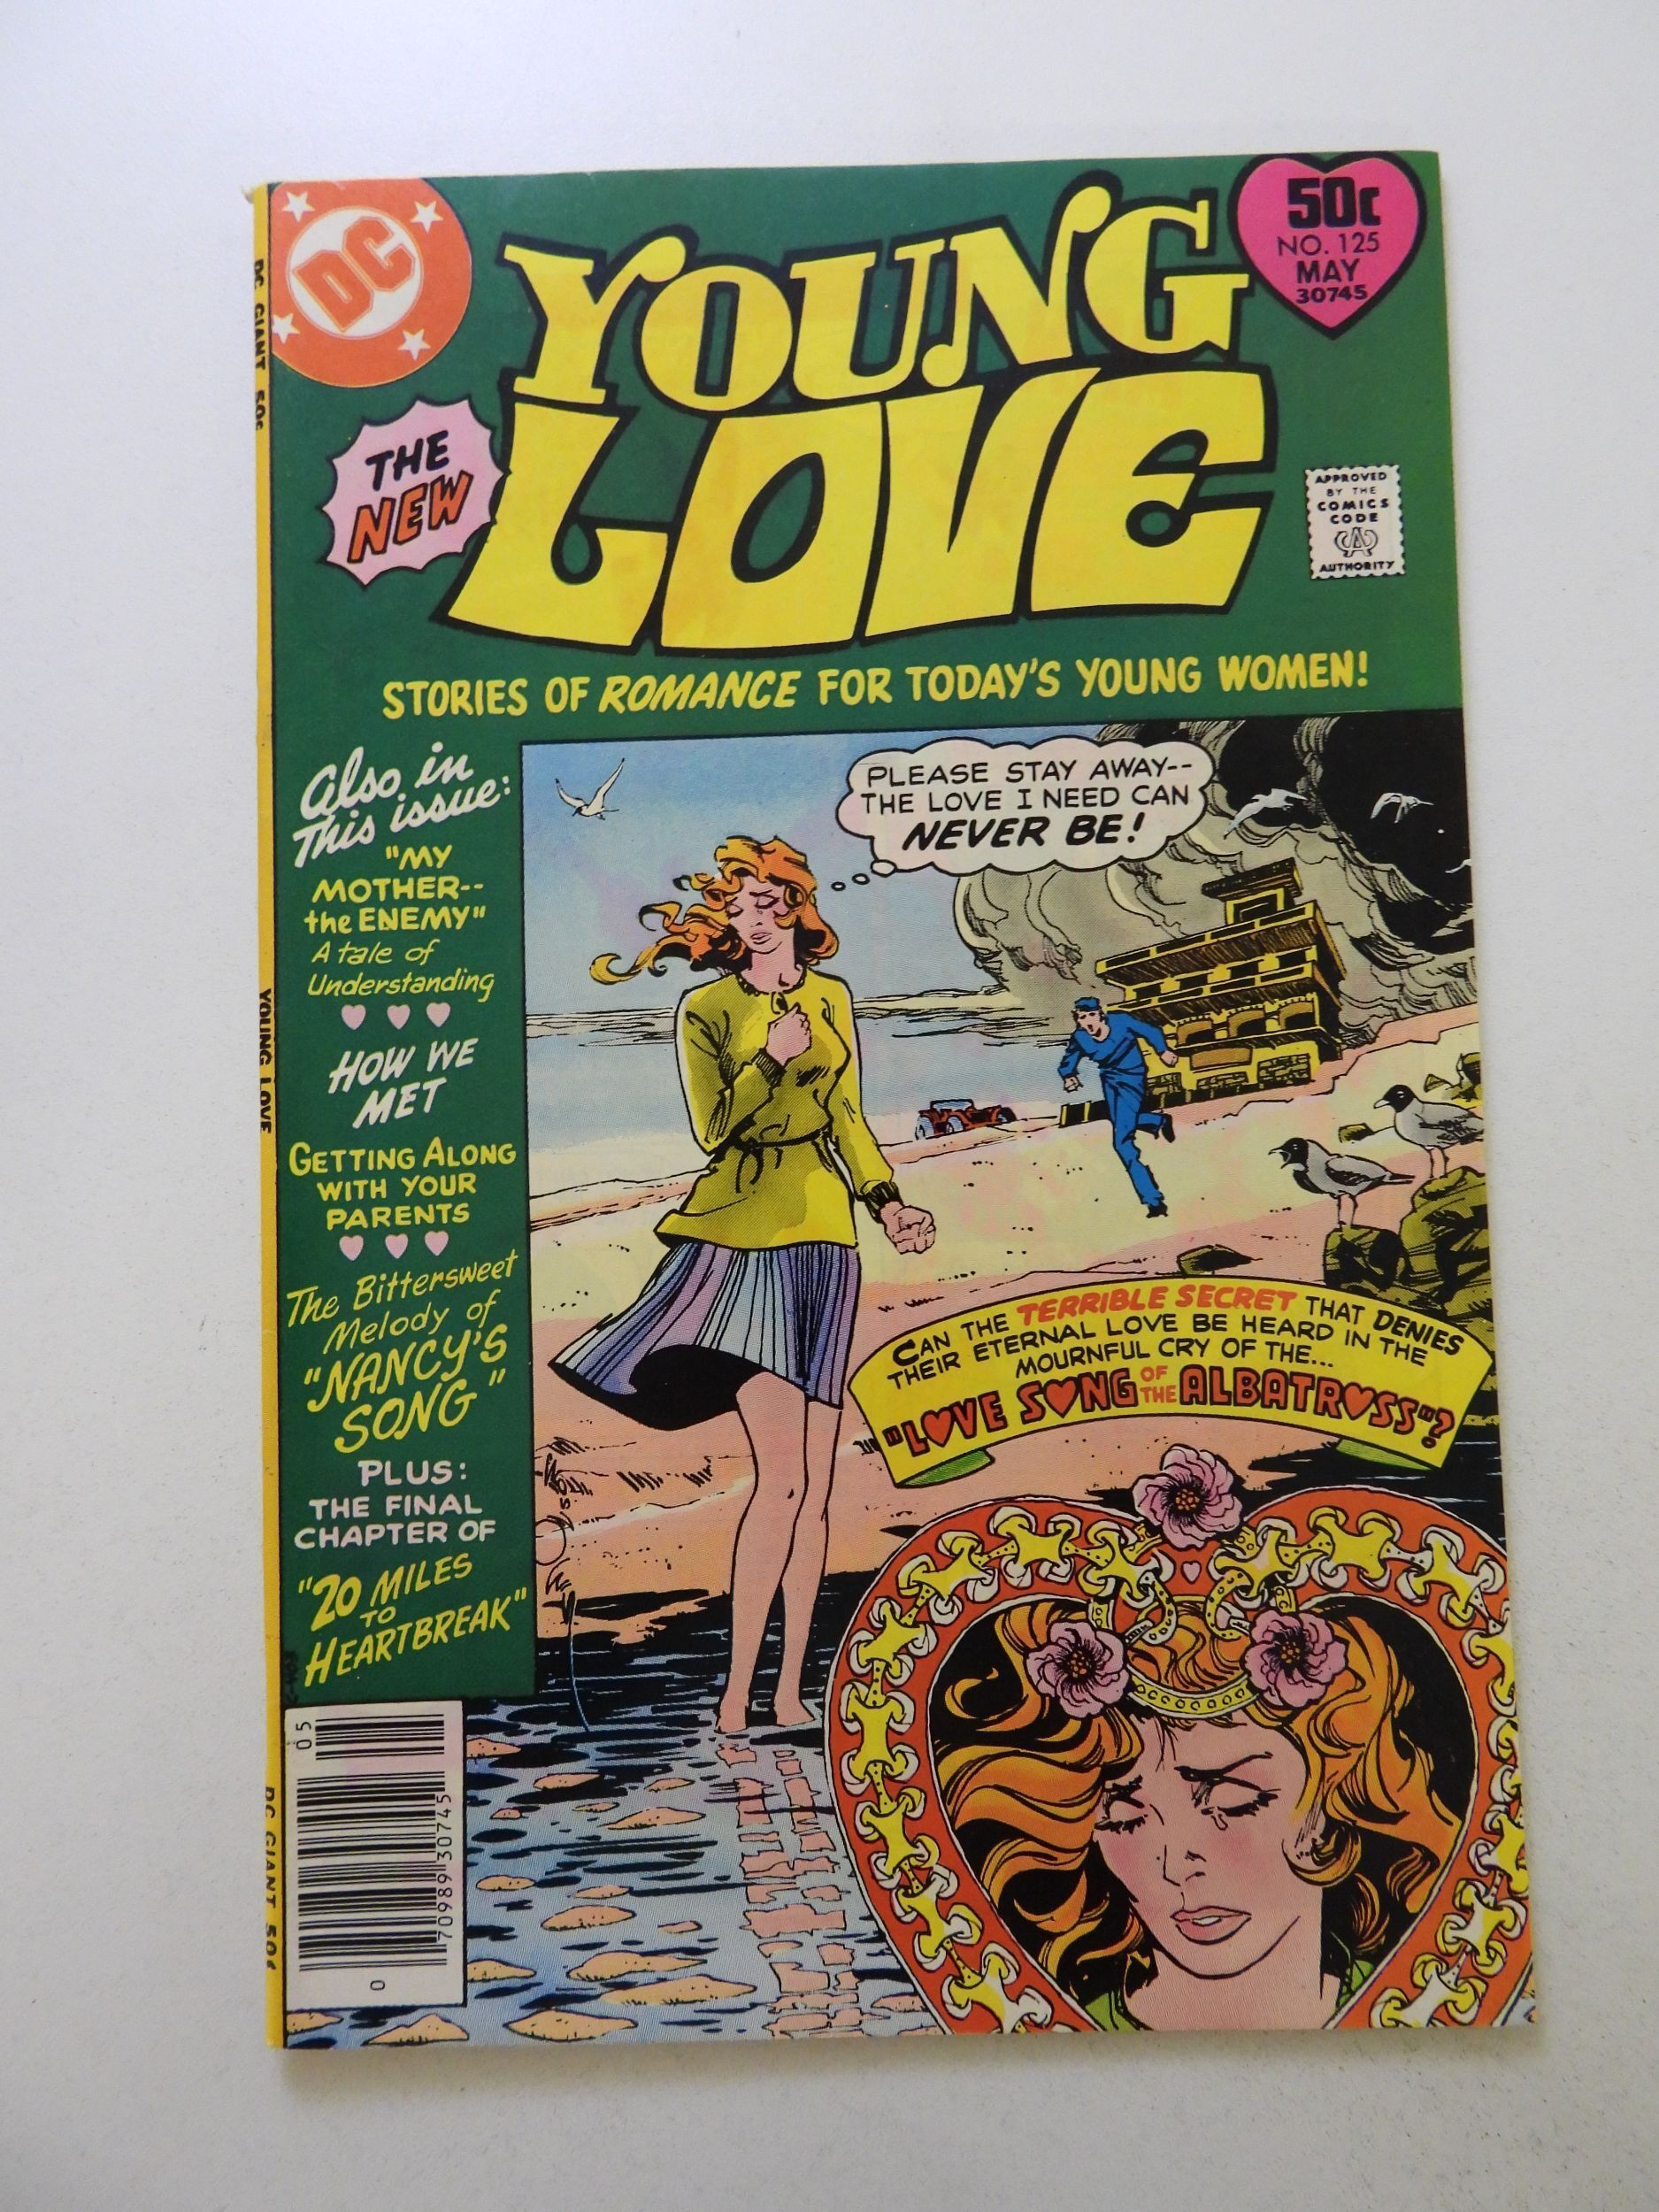 DC
YOUNG
LOVE
50¢
NO. 125
MAY
30745
THE
NEW
APPROVED
BY THE
COMICS
CODE
CA
AUTHORITY
STORIES OF ROMANCE FOR TODAY'S YOUNG WOMEN!
Also in
This issue:
"MY
MOTHER--
the ENEMY"
A tale of
Understanding
HOW WE
MET
GETTING ALONG
WITH YOUR
PARENTS
The Bittersweet
Melody of
"NANCY'S
SONG"
PLUS:
THE FINAL
CHAPTER OF
"20 MILES
TO
HEARTBREAK"
PLEASE STAY AWAY--
THE LOVE I NEED CAN
NEVER BE!
CAN THE TERRIBLE SECRET THAT DENIES
THEIR ETERNAL LOVE BE HEARD IN THE
MOURNFUL CRY OF THE...
"LOVE SONG OF THE ALBATROSS"?
05
70989 30745
0
DC GIANT 50¢
YOUNG LOVE
DC GIANT 50¢